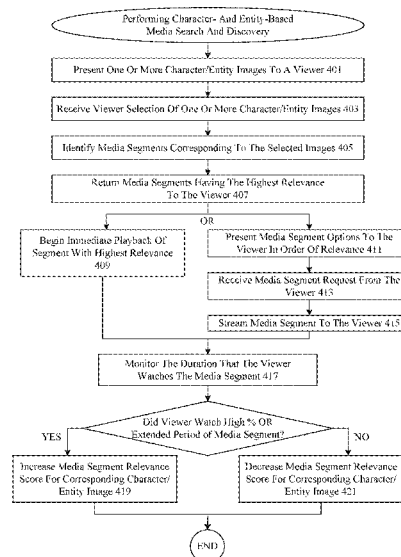 Performing Character- And Entity-Based
Media Search And Discovery
Present One Or More Character/Entity Images To A Viewer 401
Receive Viewer Selection Of One Or More Character/Entity Images 403
Identify Media Segments Corresponding To The Selected Images 405
Return Media Segments Having The Highest Relevance
To The Viewer 407
OR
Begin Immediate Playback Of
Segment With Highest Relevance
409
Present Media Segment Options To The
Viewer In Order Of Relevance 411
Receive Media Segment Request From The
Viewer 413
Stream Media Segment To The Viewer 415
Monitor The Duration That The Viewer
Watches The Media Segment 417
Did Viewer Watch High % OR
Extended Period of Media Segment?
YES
NO
Increase Media Segment Relevance
Score For Corresponding Character/
Entity Image 419
Decrease Media Segment Relevance
Score For Corresponding Character/
Entity Image 421
END